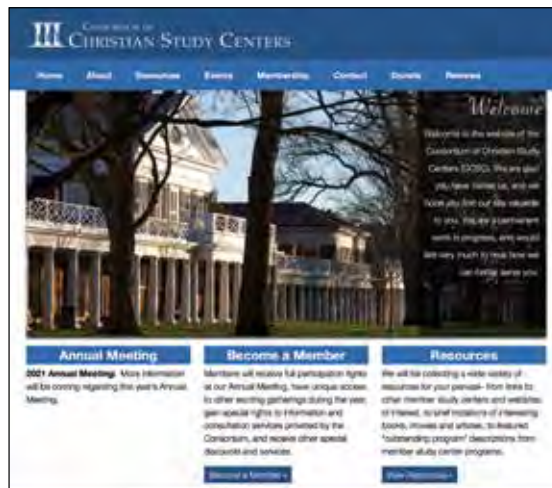 CONSORTIUM OF
CHRISTIAN STUDY CENTERS
Home About Resources Events Membership Contact Donate Renewals
Welcome
Welcome to the website of the
Consortium of Christian Study
Centers (CCSC). We are glad
you have visited us, and will
hope you find our site valuable
to you. We are a permanent
work in progress, and would
like very much to hear how we
can better serve you.
Annual Meeting
2021 Annual Meeting: More information
will be coming regarding this year's Annual
Meeting.
Become a Member
Members will receive full participation rights
at our Annual Meeting, have unique access
to other exciting gatherings during the year,
gain special rights to information and
consultation services provided by the
Consortium, and receive other special
discounts and services.
Become a Member »
Resources
We will be collecting a wide variety of
resources for your perusal- from links to
other member study centers and websites
of interest, to brief notations of interesting
books, movies and articles, to featured
"outstanding program" descriptions from
member study center programs.
View Resources »